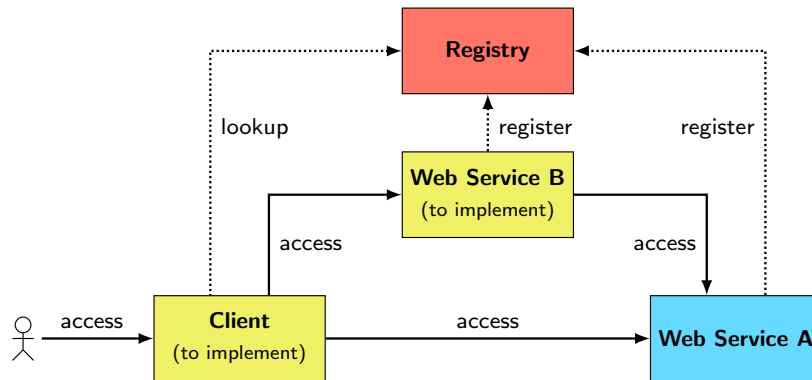 Registry
lookup
register
register
Web Service B
(to implement)
access
access
access
Client
(to implement)
access
Web Service A